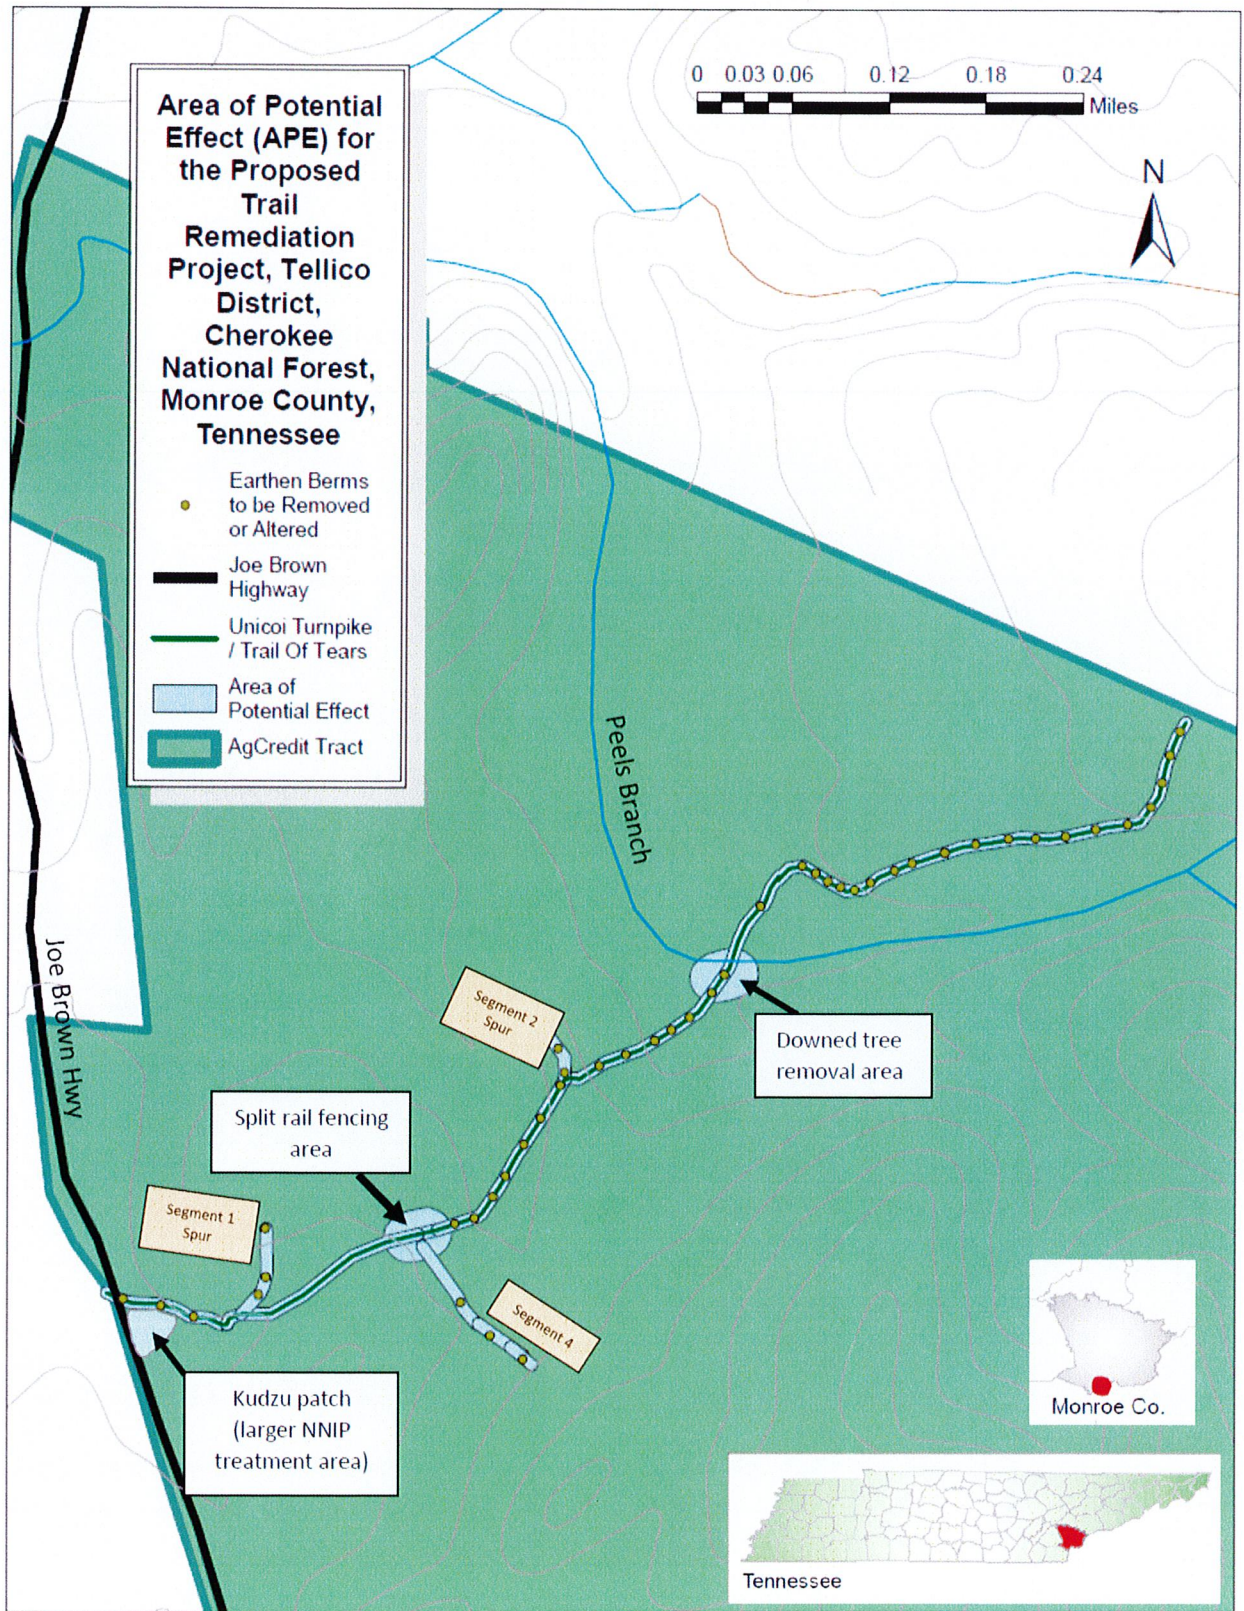 Area of Potential
Effect (APE) for
the Proposed
Trail
Remediation
Project, Tellico
District,
Cherokee
National Forest,
Monroe County,
Tennessee
Earthen Berms
to be Removed
or Altered
Joe Brown
Highway
Unicoi Turnpike
/ Trail Of Tears
Area of
Potential Effect
AgCredit Tract
0 0.03 0.06 0.12 0.18 0.24
Miles
N
Peels Branch
Joe Brown Hwy
Segment 2
Spur
Downed tree
removal area
Split rail fencing
area
Segment 1
Spur
Segment 4
Kudzu patch
(larger NNIP
treatment area)
Monroe Co.
Tennessee